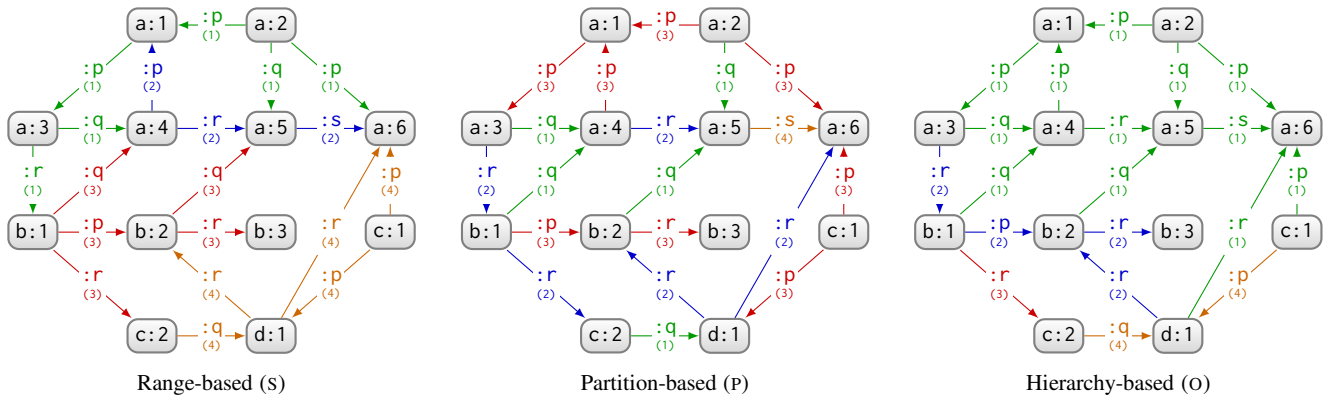 a:1 :p a:2
(1)
:p :p :q :p
(1) (2) (1) (1)
a:3 :q a:4 :r a:5 :s a:6
(1) (2) (2)
:r :q :q :p
(1) (3) (3) (4)
b:1 :p b:2 :r b:3 :r c:1
(3) (3) (4)
:r :r :p
(3) (4) (4)
c:2 :q d:1
(4)
Range-based (S)
a:1 :p a:2
(3)
:p :p :q :p
(3) (3) (1) (3)
a:3 :q a:4 :r a:5 :s a:6
(1) (2) (4)
:r :q :q :p
(2) (1) (1) (3)
b:1 :p b:2 :r b:3 :r c:1
(3) (3) (2)
:r :r :p
(2) (2) (3)
c:2 :q d:1
(1)
Partition-based (P)
a:1 :p a:2
(1)
:p :p :q :p
(1) (1) (1) (1)
a:3 :q a:4 :r a:5 :s a:6
(1) (1) (1)
:r :q :q :p
(2) (1) (1) (1)
b:1 :p b:2 :r b:3 :r c:1
(2) (2) (1)
:r :r :p
(3) (2) (4)
c:2 :q d:1
(4)
Hierarchy-based (O)